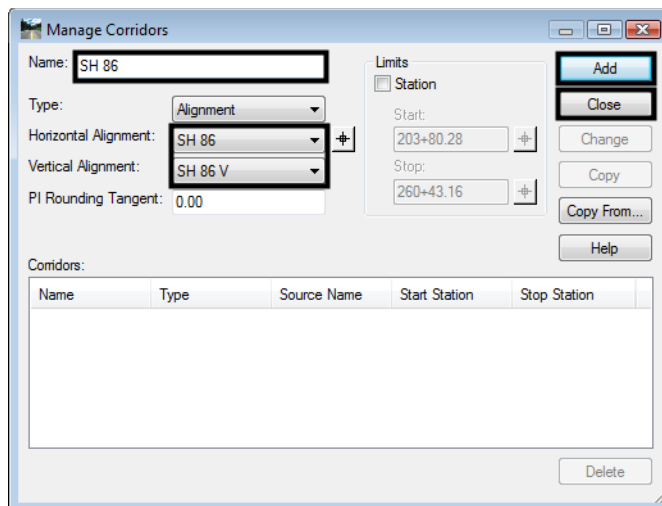 Manage Corridors
Name: SH 86
Type: Alignment
Horizontal Alignment: SH 86
Vertical Alignment: SH 86 V
PI Rounding Tangent: 0.00
Limits
Station
Start:
203+80.28
Stop:
260+43.16
Add
Close
Change
Copy
Copy From...
Help
Corridors:
Name Type Source Name Start Station Stop Station
Delete